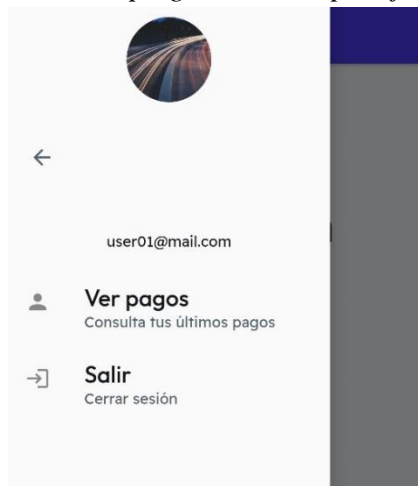 user01@mail.com
Ver pagos
Consulta tus últimos pagos
Salir
Cerrar sesión